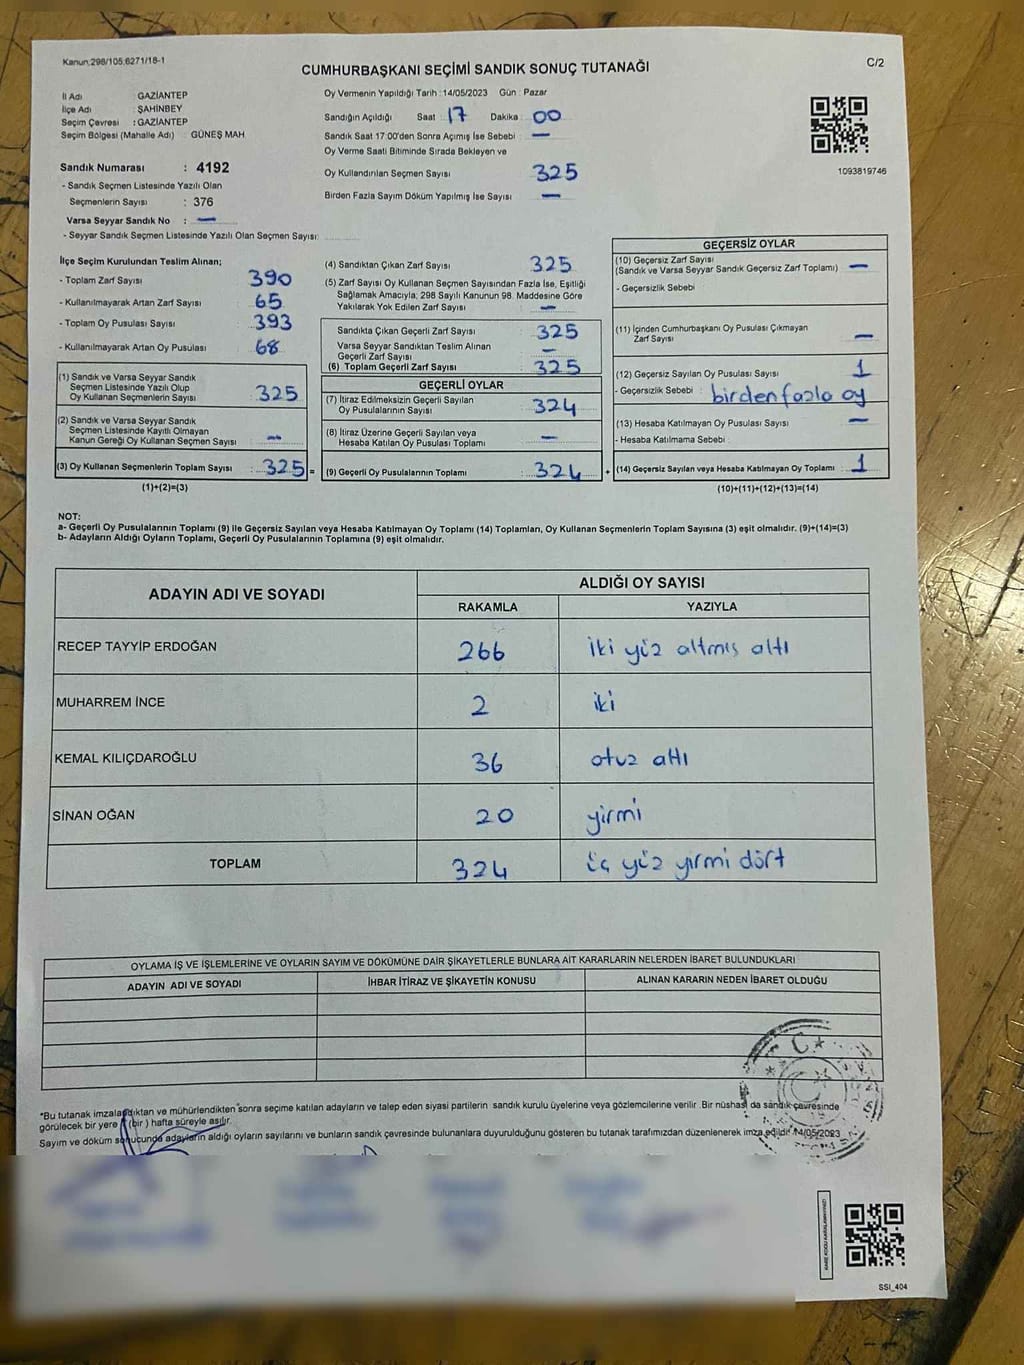 Kanun:298/105,6271/18-1
C/2
CUMHURBAŞKANI SEÇİMİ SANDIK SONUÇ TUTANAĞI
İl Adı : GAZİANTEP
İlçe Adı : ŞAHİNBEY
Seçim Çevresi : GAZİANTEP
Seçim Bölgesi (Mahalle Adı) : GÜNEŞ MAH
Sandık Numarası : 4192
- Sandık Seçmen Listesinde Yazılı Olan
Seçmenlerin Sayısı : 376
Varsa Seyyar Sandık No : —
- Seyyar Sandık Seçmen Listesinde Yazılı Olan Seçmen Sayısı:
Oy Vermenin Yapıldığı Tarih :14/05/2023 Gün : Pazar
Sandığın Açıldığı Saat 17 Dakika 00
Sandık Saat 17:00'den Sonra Açımış İse Sebebi : —
Oy Verme Saati Bitiminde Sırada Bekleyen ve
Oy Kullandırılan Seçmen Sayısı : 325
Birden Fazla Sayım Döküm Yapılmış İse Sayısı : —
1093819746
İlçe Seçim Kurulundan Teslim Alınan;
- Toplam Zarf Sayısı : 390
- Kullanılmayarak Artan Zarf Sayısı : 65
- Toplam Oy Pusulası Sayısı : 393
- Kullanılmayarak Artan Oy Pusulası : 68
(1) Sandık ve Varsa Seyyar Sandık
Seçmen Listesinde Yazılı Olup
Oy Kullanan Seçmenlerin Sayısı : 325
(2) Sandık ve Varsa Seyyar Sandık
Seçmen Listesinde Kayıtlı Olmayan
Kanun Gereği Oy Kullanan Seçmen Sayısı : —
(3) Oy Kullanan Seçmenlerin Toplam Sayısı : 325 =
(1)+(2)=(3)
(4) Sandıktan Çıkan Zarf Sayısı : 325
(5) Zarf Sayısı Oy Kullanan Seçmen Sayısından Fazla İse, Eşitliği
Sağlamak Amacıyla; 298 Sayılı Kanunun 98. Maddesine Göre
Yakılarak Yok Edilen Zarf Sayısı : —
Sandıkta Çıkan Geçerli Zarf Sayısı : 325
Varsa Seyyar Sandıktan Teslim Alınan
Geçerli Zarf Sayısı : —
(6) Toplam Geçerli Zarf Sayısı : 325
GEÇERLİ OYLAR
(7) İtiraz Edilmeksizin Geçerli Sayılan
Oy Pusulalarının Sayısı : 324
(8) İtiraz Üzerine Geçerli Sayılan veya
Hesaba Katılan Oy Pusulası Toplamı : —
(9) Geçerli Oy Pusulalarının Toplamı : 324 +
GEÇERSİZ OYLAR
(10) Geçersiz Zarf Sayısı
(Sandık ve Varsa Seyyar Sandık Geçersiz Zarf Toplamı) : —
- Geçersizlik Sebebi :
(11) İçinden Cumhurbaşkanı Oy Pusulası Çıkmayan
Zarf Sayısı : —
(12) Geçersiz Sayılan Oy Pusulası Sayısı : 1
- Geçersizlik Sebebi : birden fazla oy
(13) Hesaba Katılmayan Oy Pusulası Sayısı : —
- Hesaba Katılmama Sebebi :
(14) Geçersiz Sayılan veya Hesaba Katılmayan Oy Toplamı : 1
(10)+(11)+(12)+(13)=(14)
NOT:
a- Geçerli Oy Pusulalarının Toplamı (9) ile Geçersiz Sayılan veya Hesaba Katılmayan Oy Toplamı (14) Toplamları, Oy Kullanan Seçmenlerin Toplam Sayısına (3) eşit olmalıdır. (9)+(14)=(3)
b- Adayların Aldığı Oyların Toplamı, Geçerli Oy Pusulalarının Toplamına (9) eşit olmalıdır.
ADAYIN ADI VE SOYADI
ALDIĞI OY SAYISI
RAKAMLA YAZIYLA
RECEP TAYYİP ERDOĞAN 266 iki yüz altmış altı
MUHARREM İNCE 2 iki
KEMAL KILIÇDAROĞLU 36 otuz altı
SİNAN OĞAN 20 yirmi
TOPLAM 324 üç yüz yirmi dört
OYLAMA İŞ VE İŞLEMLERİNE VE OYLARIN SAYIM VE DÖKÜMÜNE DAİR ŞİKAYETLERLE BUNLARA AİT KARARLARIN NELERDEN İBARET BULUNDUKLARI
ADAYIN ADI VE SOYADI İHBAR İTİRAZ VE ŞİKAYETİN KONUSU ALINAN KARARIN NEDEN İBARET OLDUĞU
T.C.
*Bu tutanak imzalandıktan ve mühürlendikten sonra seçime katılan adayların ve talep eden siyasi partilerin sandık kurulu üyelerine veya gözlemcilerine verilir .Bir nüshası da sandık çevresinde
görülecek bir yere (bir ) hafta süreyle asılır.
Sayım ve döküm sonucunda adayların aldığı oyların sayılarını ve bunların sandık çevresinde bulunanlara duyurulduğunu gösteren bu tutanak tarafımızdan düzenlenerek imza edildi. 14/05/2023
SSI_404